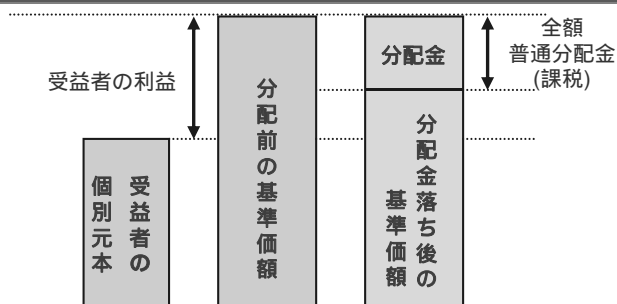 受益者の利益
受益者の
個別元本
分配前の基準価額
分配金
分配金落ち後の
基準価額
全額
普通分配金
(課税)